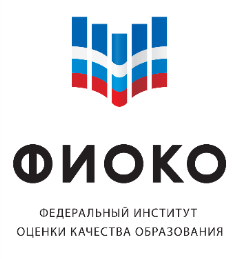 ФИОКО
ФЕДЕРАЛЬНЫЙ ИНСТИТУТ
ОЦЕНКИ КАЧЕСТВА ОБРАЗОВАНИЯ